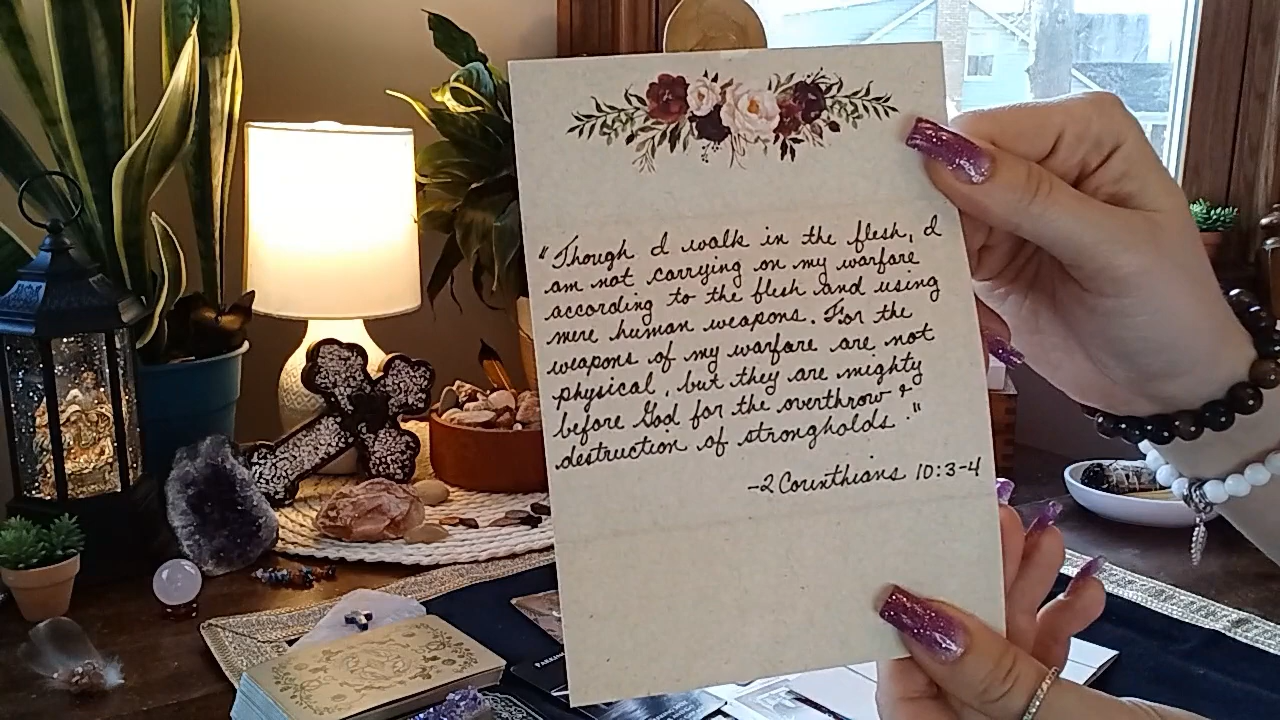 "Though I walk in the flesh, I
am not carrying on my warfare
according to the flesh and using
mere human weapons. For the
weapons of my warfare are not
physical, but they are mighty
before God for the overthrow &
destruction of strongholds."
-2 Corinthians 10:3-4